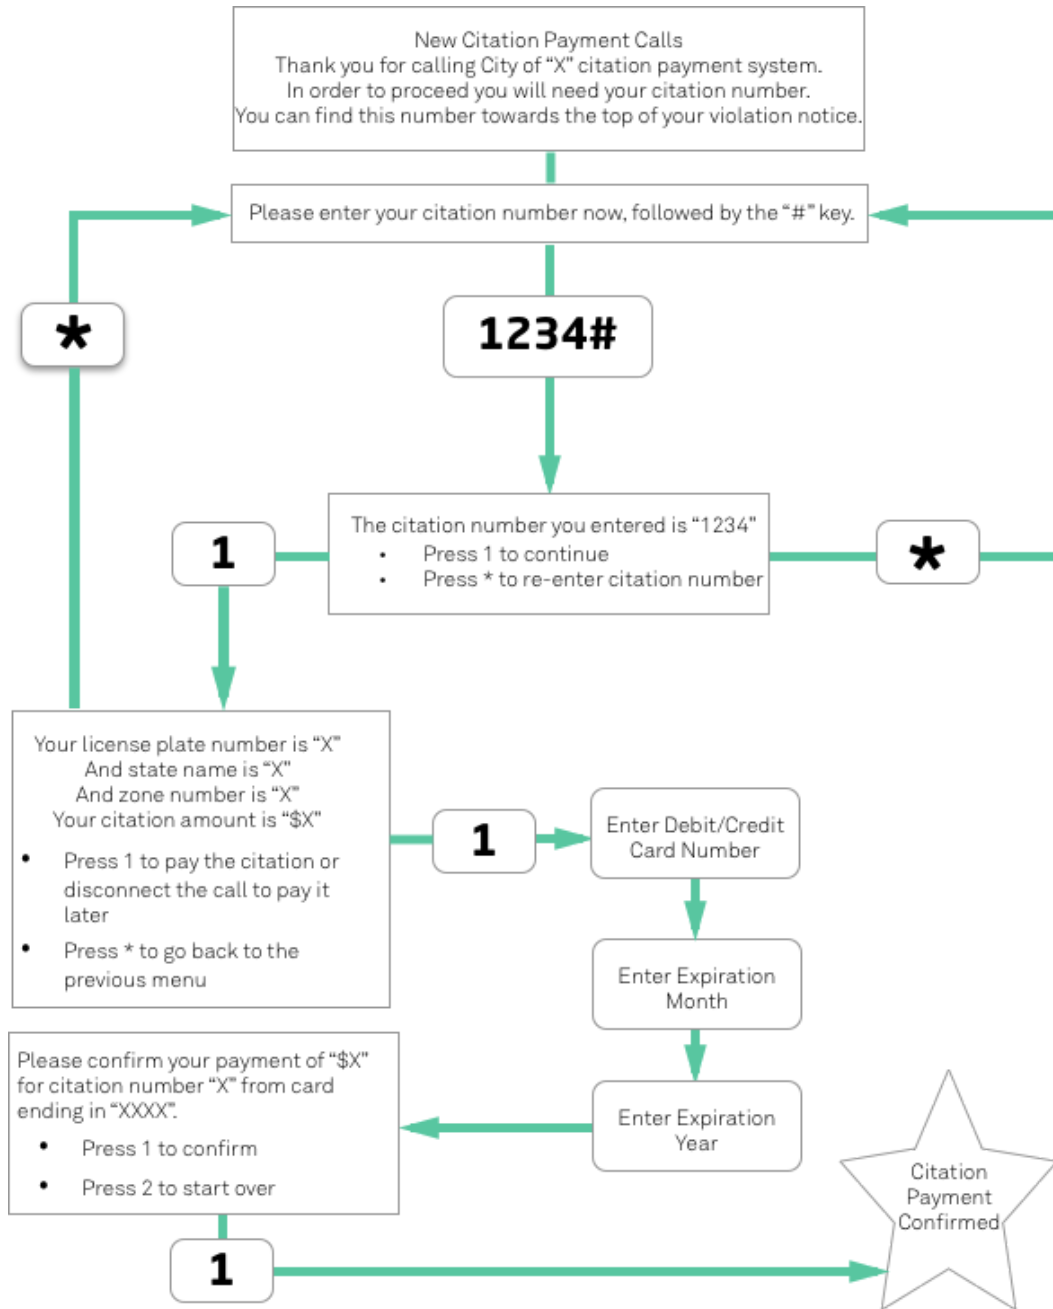 New Citation Payment Calls
Thank you for calling City of “X” citation payment system.
In order to proceed you will need your citation number.
You can find this number towards the top of your violation notice.
Please enter your citation number now, followed by the “#” key.
*
1234#
The citation number you entered is “1234”
• Press 1 to continue
• Press * to re-enter citation number
1
*
Your license plate number is “X”
And state name is “X”
And zone number is “X”
Your citation amount is “$X”
• Press 1 to pay the citation or
disconnect the call to pay it
later
• Press * to go back to the
previous menu
1
Enter Debit/Credit
Card Number
Enter Expiration
Month
Enter Expiration
Year
Please confirm your payment of “$X”
for citation number “X” from card
ending in “XXXX”.
• Press 1 to confirm
• Press 2 to start over
1
Citation
Payment
Confirmed